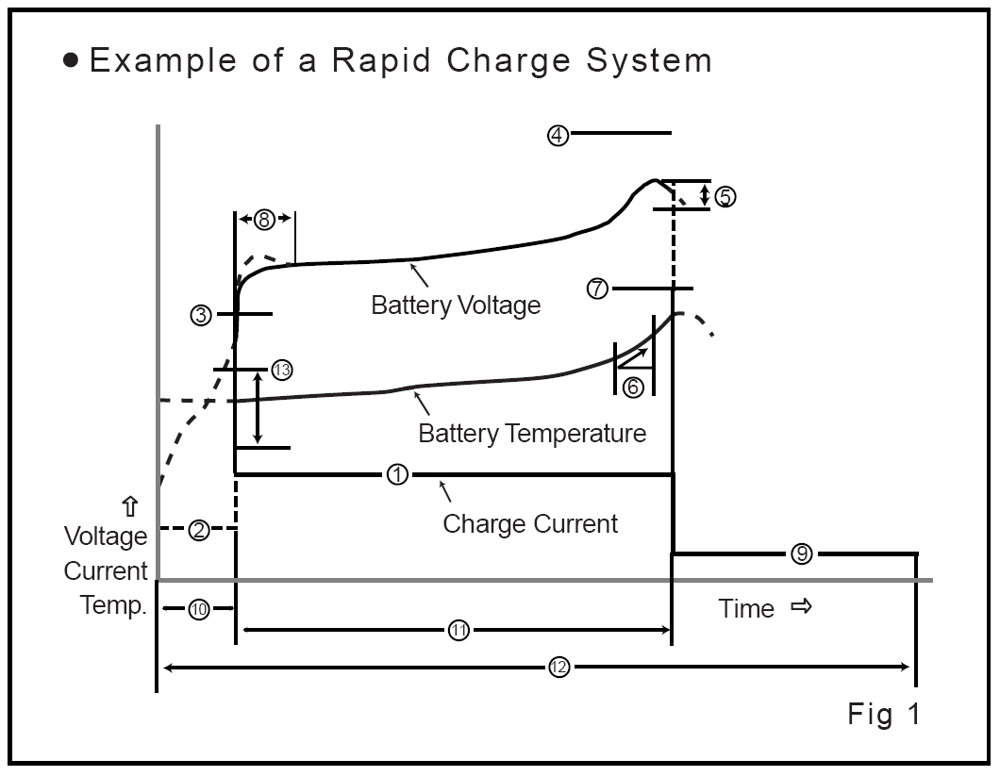 ● Example of a Rapid Charge System
④
⑤
⑧
⑦
③
Battery Voltage
⑬
⑥
Battery Temperature
①
⇧
Voltage
Current
Temp.
②
Charge Current
⑨
⑩
Time ⇨
⑪
⑫
Fig 1